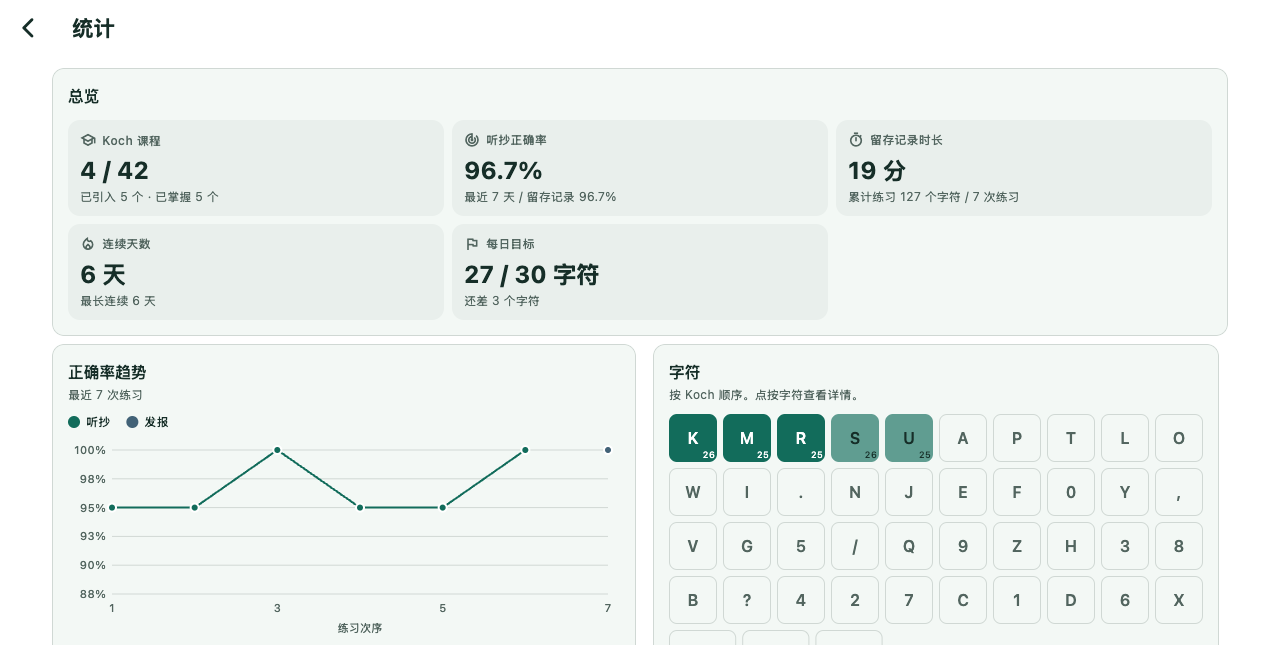 统计
总览
Koch 课程
4 / 42
已引入 5 个 · 已掌握 5 个
听抄正确率
96.7%
最近 7 天 / 留存记录 96.7%
留存记录时长
19 分
累计练习 127 个字符 / 7 次练习
连续天数
6 天
最长连续 6 天
每日目标
27 / 30 字符
还差 3 个字符
正确率趋势
最近 7 次练习
听抄 发报
100%
98%
95%
93%
90%
88%
1 3 5 7
练习次序
字符
按 Koch 顺序。点按字符查看详情。
K 26 M 25 R 25 S 26 U 25 A P T L O
W I . N J E F 0 Y ,
V G 5 / Q 9 Z H 3 8
B ? 4 2 7 C 1 D 6 X